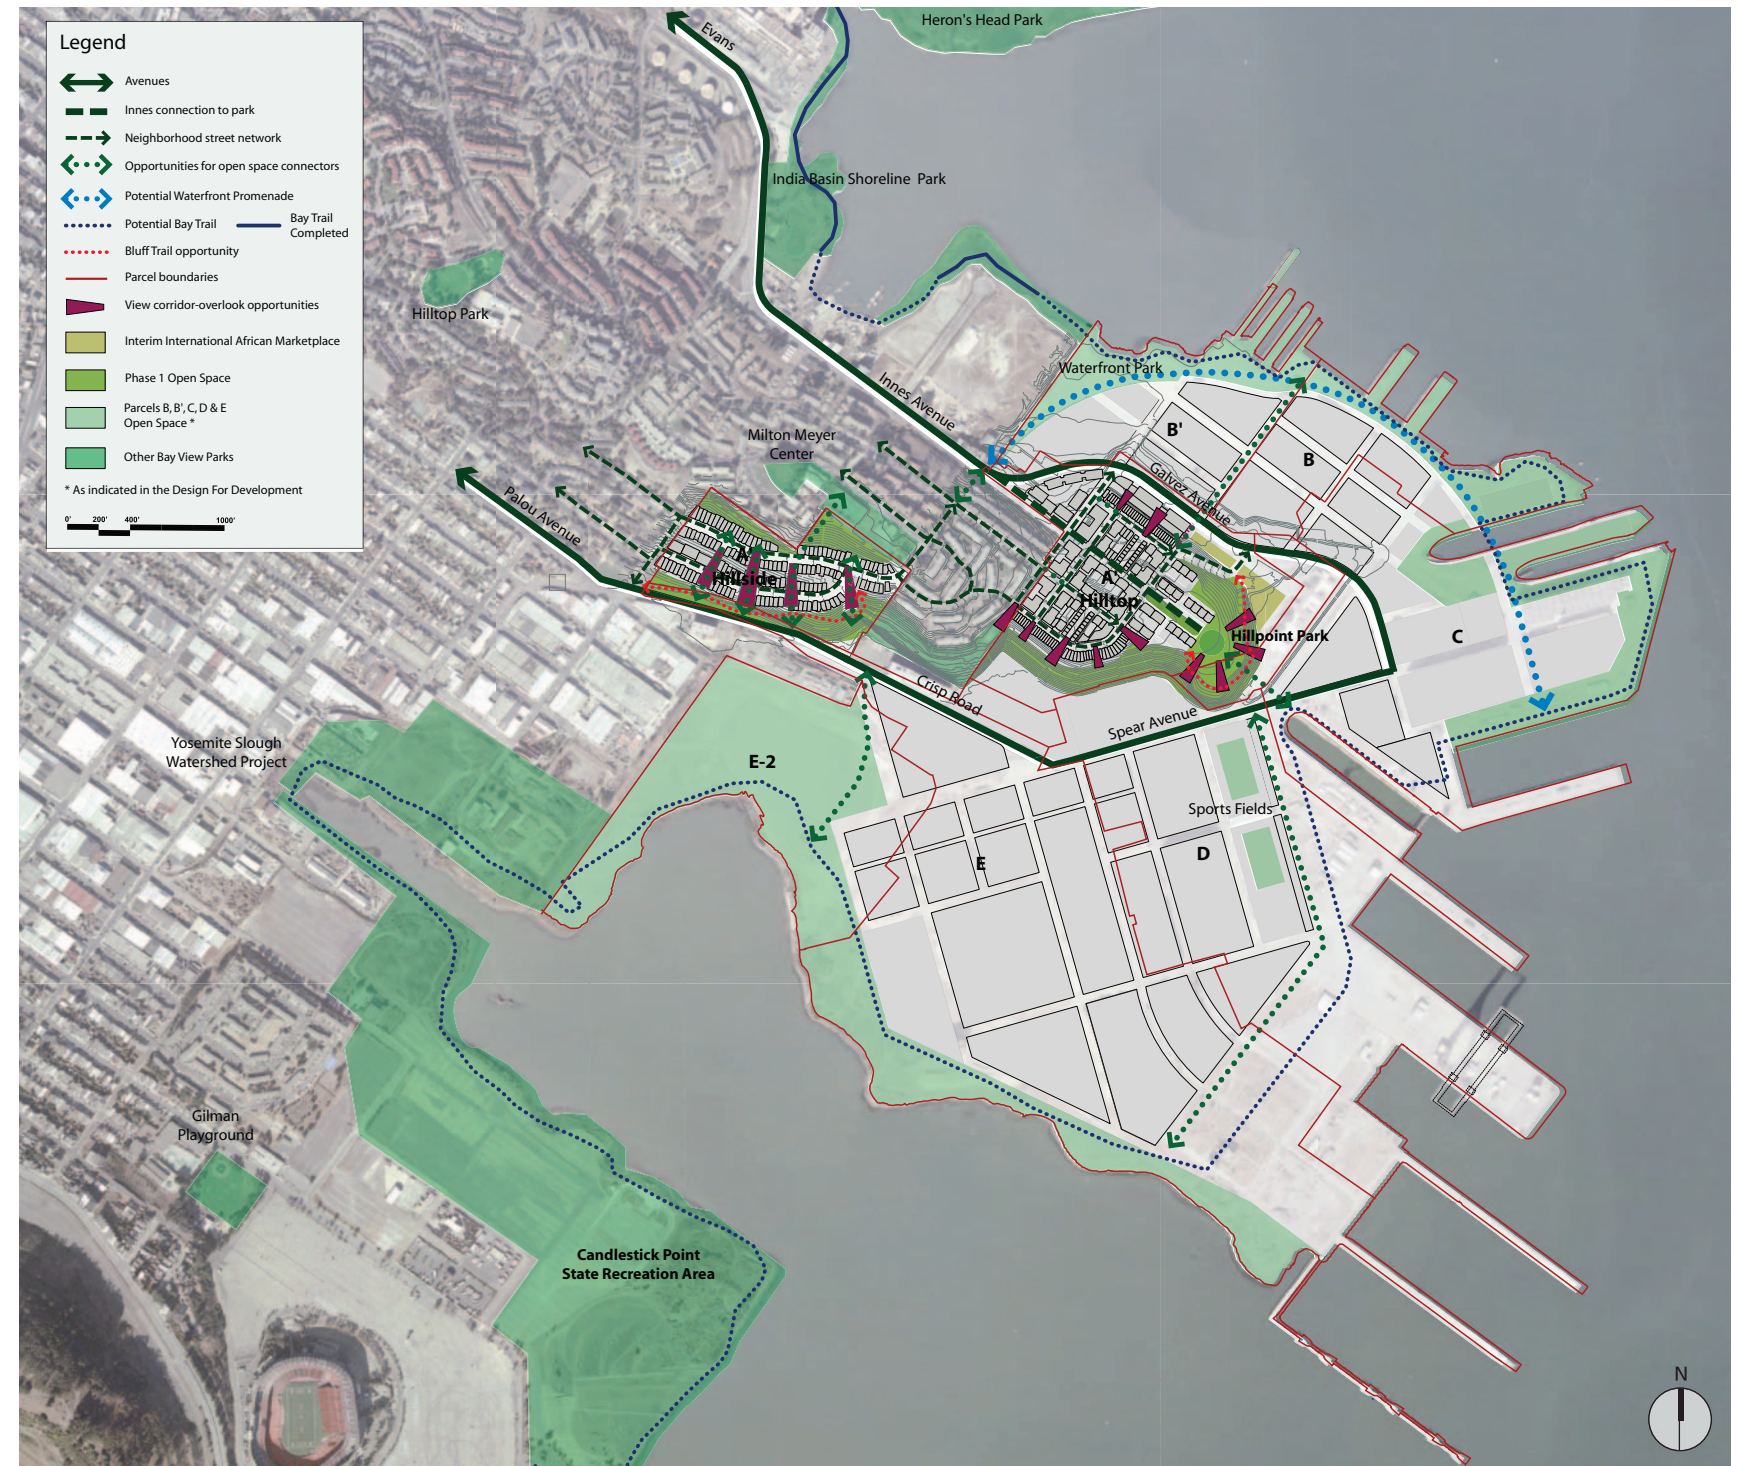 Legend
Avenues
Innes connection to park
Neighborhood street network
Opportunities for open space connectors
Potential Waterfront Promenade
Potential Bay Trail
Bay Trail
Completed
Bluff Trail opportunity
Parcel boundaries
View corridor-overlook opportunities
Interim International African Marketplace
Phase 1 Open Space
Parcels B, B', C, D & E
Open Space *
Other Bay View Parks
* As indicated in the Design For Development
0' 200' 400' 1000'
Heron's Head Park
Evans
India Basin Shoreline Park
Hilltop Park
Waterfront Park
Innes Avenue
Milton Meyer
Center
B'
B
Galvez Avenue
Palou Avenue
A'
Hillside
A'
Hilltop
Hillpoint Park
C
Crisp Road
Spear Avenue
Yosemite Slough
Watershed Project
E-2
Sports Fields
E
D
Gilman
Playground
Candlestick Point
State Recreation Area
N